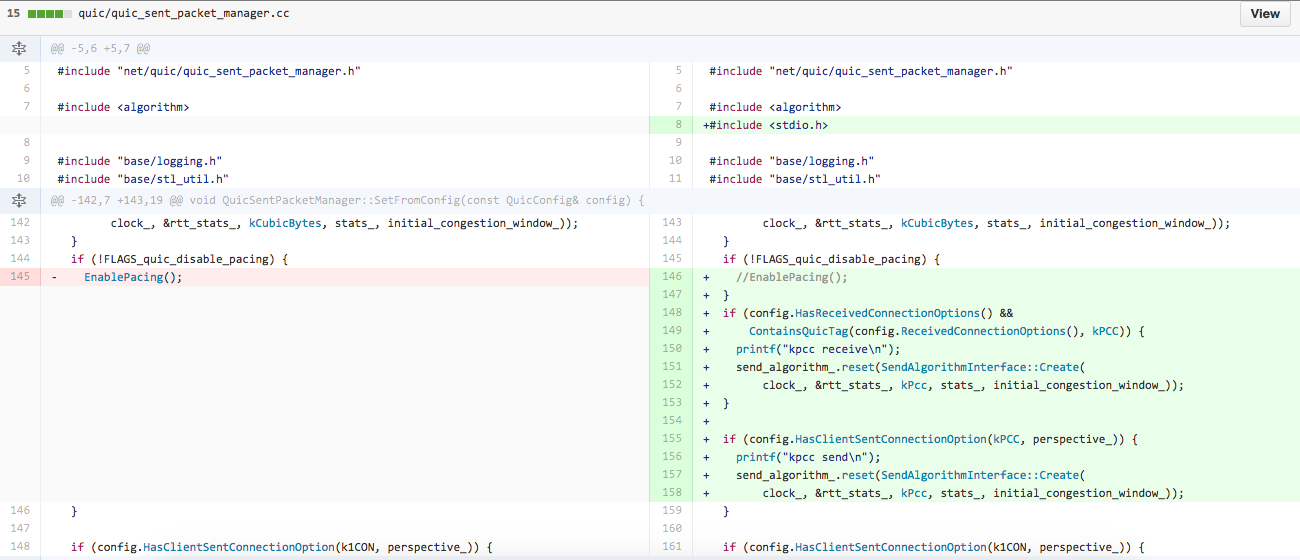 15 quic/quic_sent_packet_manager.cc View
@@ -5,6 +5,7 @@
5 #include "net/quic/quic_sent_packet_manager.h" 5 #include "net/quic/quic_sent_packet_manager.h"
6 6
7 #include <algorithm> 7 #include <algorithm>
8 +#include <stdio.h>
8 9
9 #include "base/logging.h" 10 #include "base/logging.h"
10 #include "base/stl_util.h" 11 #include "base/stl_util.h"
@@ -142,7 +143,19 @@ void QuicSentPacketManager::SetFromConfig(const QuicConfig& config) {
142 clock_, &rtt_stats_, kCubicBytes, stats_, initial_congestion_window_)); 143 clock_, &rtt_stats_, kCubicBytes, stats_, initial_congestion_window_));
143 } 144 }
144 if (!FLAGS_quic_disable_pacing) { 145 if (!FLAGS_quic_disable_pacing) {
145 - EnablePacing(); 146 + //EnablePacing();
147 + }
148 + if (config.HasReceivedConnectionOptions() &&
149 + ContainsQuicTag(config.ReceivedConnectionOptions(), kPCC)) {
150 + printf("kpcc receive\n");
151 + send_algorithm_.reset(SendAlgorithmInterface::Create(
152 + clock_, &rtt_stats_, kPcc, stats_, initial_congestion_window_));
153 + }
154 +
155 + if (config.HasClientSentConnectionOption(kPCC, perspective_)) {
156 + printf("kpcc send\n");
157 + send_algorithm_.reset(SendAlgorithmInterface::Create(
158 + clock_, &rtt_stats_, kPcc, stats_, initial_congestion_window_));
146 } 159 }
147 160
148 if (config.HasClientSentConnectionOption(k1CON, perspective_)) { 161 if (config.HasClientSentConnectionOption(k1CON, perspective_)) {